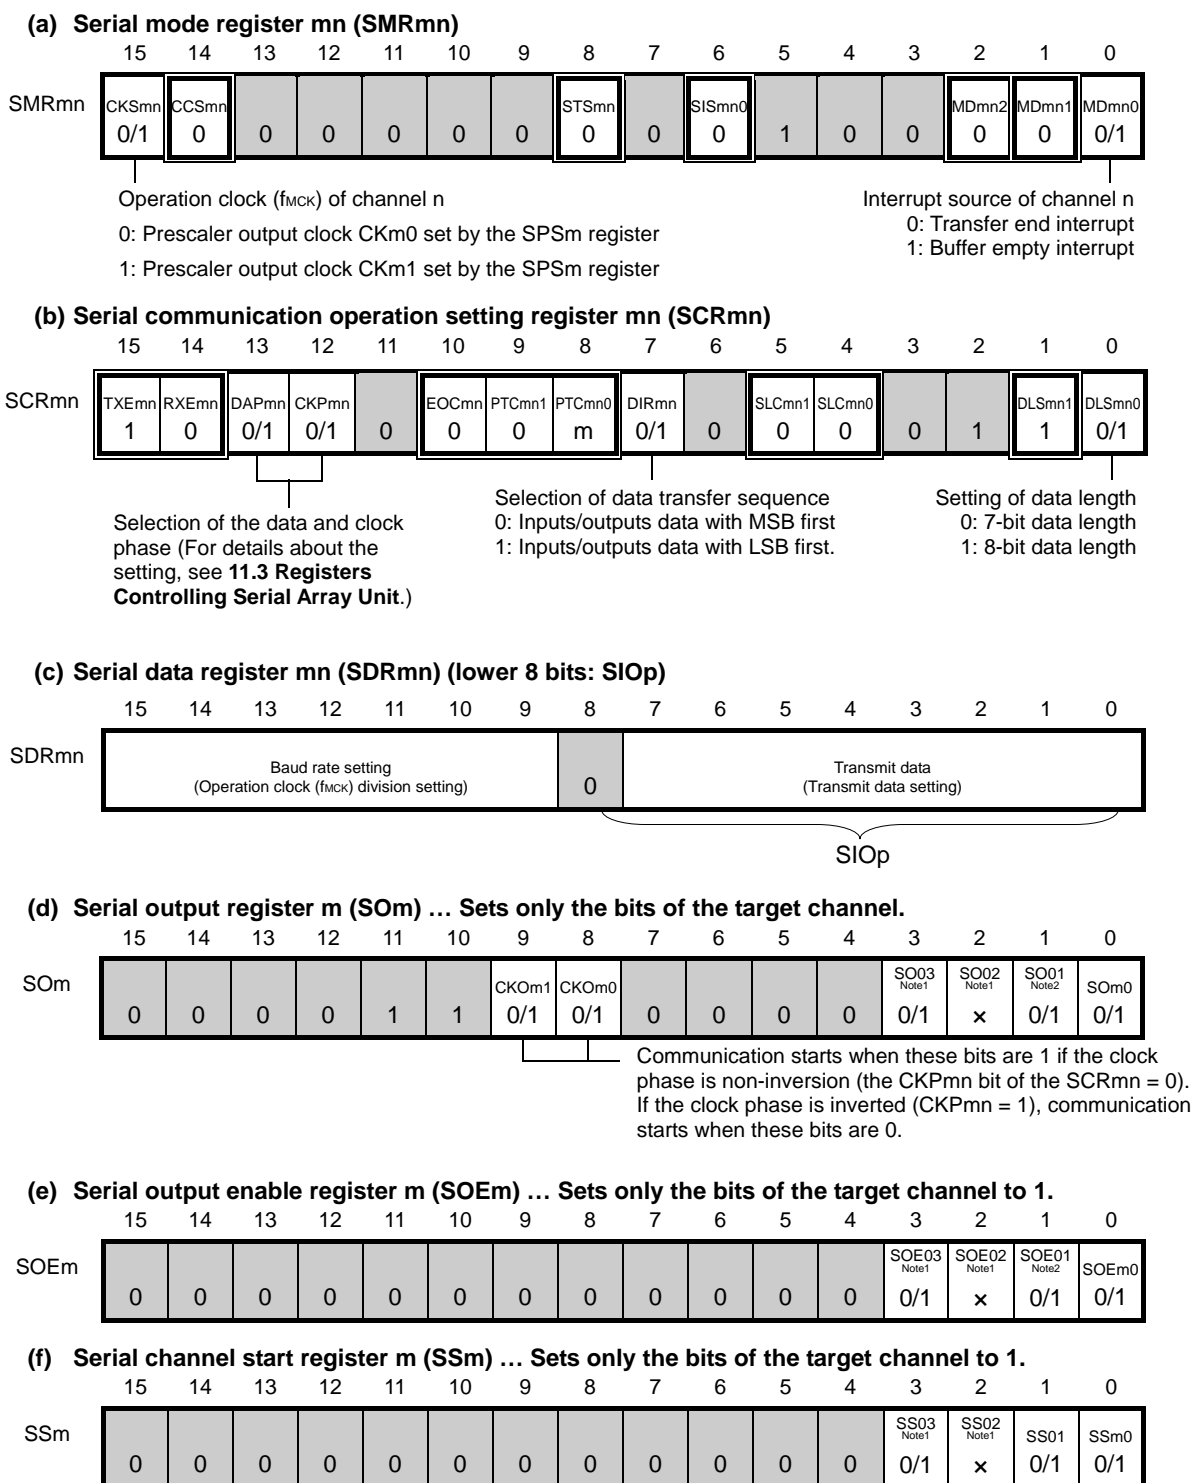 (a) Serial mode register mn (SMRmn)
15 14 13 12 11 10 9 8 7 6 5 4 3 2 1 0
SMRmn
CKSmn CCSmn STSmn SISmn0 MDmn2 MDmn1 MDmn0
0/1 0 0 0 0 0 0 0 0 0 1 0 0 0 0 0/1
Operation clock (fMCK) of channel n
0: Prescaler output clock CKm0 set by the SPSm register
1: Prescaler output clock CKm1 set by the SPSm register
Interrupt source of channel n
0: Transfer end interrupt
1: Buffer empty interrupt
(b) Serial communication operation setting register mn (SCRmn)
15 14 13 12 11 10 9 8 7 6 5 4 3 2 1 0
SCRmn
TXEmn RXEmn DAPmn CKPmn EOCmn PTCmn1 PTCmn0 DIRmn SLCmn1 SLCmn0 DLSmn1 DLSmn0
1 0 0/1 0/1 0 0 0 m 0/1 0 0 0 0 1 1 0/1
Selection of the data and clock
phase (For details about the
setting, see 11.3 Registers
Controlling Serial Array Unit.)
Selection of data transfer sequence
0: Inputs/outputs data with MSB first
1: Inputs/outputs data with LSB first.
Setting of data length
0: 7-bit data length
1: 8-bit data length
(c) Serial data register mn (SDRmn) (lower 8 bits: SIOp)
15 14 13 12 11 10 9 8 7 6 5 4 3 2 1 0
SDRmn
Baud rate setting
(Operation clock (fMCK) division setting)
0
Transmit data
(Transmit data setting)
SIOp
(d) Serial output register m (SOm) … Sets only the bits of the target channel.
15 14 13 12 11 10 9 8 7 6 5 4 3 2 1 0
SOm
CKOm1 CKOm0 SO03 Note1 SO02 Note1 SO01 Note2 SOm0
0 0 0 0 1 1 0/1 0/1 0 0 0 0 0/1 × 0/1 0/1
Communication starts when these bits are 1 if the clock
phase is non-inversion (the CKPmn bit of the SCRmn = 0).
If the clock phase is inverted (CKPmn = 1), communication
starts when these bits are 0.
(e) Serial output enable register m (SOEm) … Sets only the bits of the target channel to 1.
15 14 13 12 11 10 9 8 7 6 5 4 3 2 1 0
SOEm
SOE03 Note1 SOE02 Note1 SOE01 Note2 SOEm0
0 0 0 0 0 0 0 0 0 0 0 0 0/1 × 0/1 0/1
(f) Serial channel start register m (SSm) … Sets only the bits of the target channel to 1.
15 14 13 12 11 10 9 8 7 6 5 4 3 2 1 0
SSm
SS03 Note1 SS02 Note1 SS01 SSm0
0 0 0 0 0 0 0 0 0 0 0 0 0/1 × 0/1 0/1